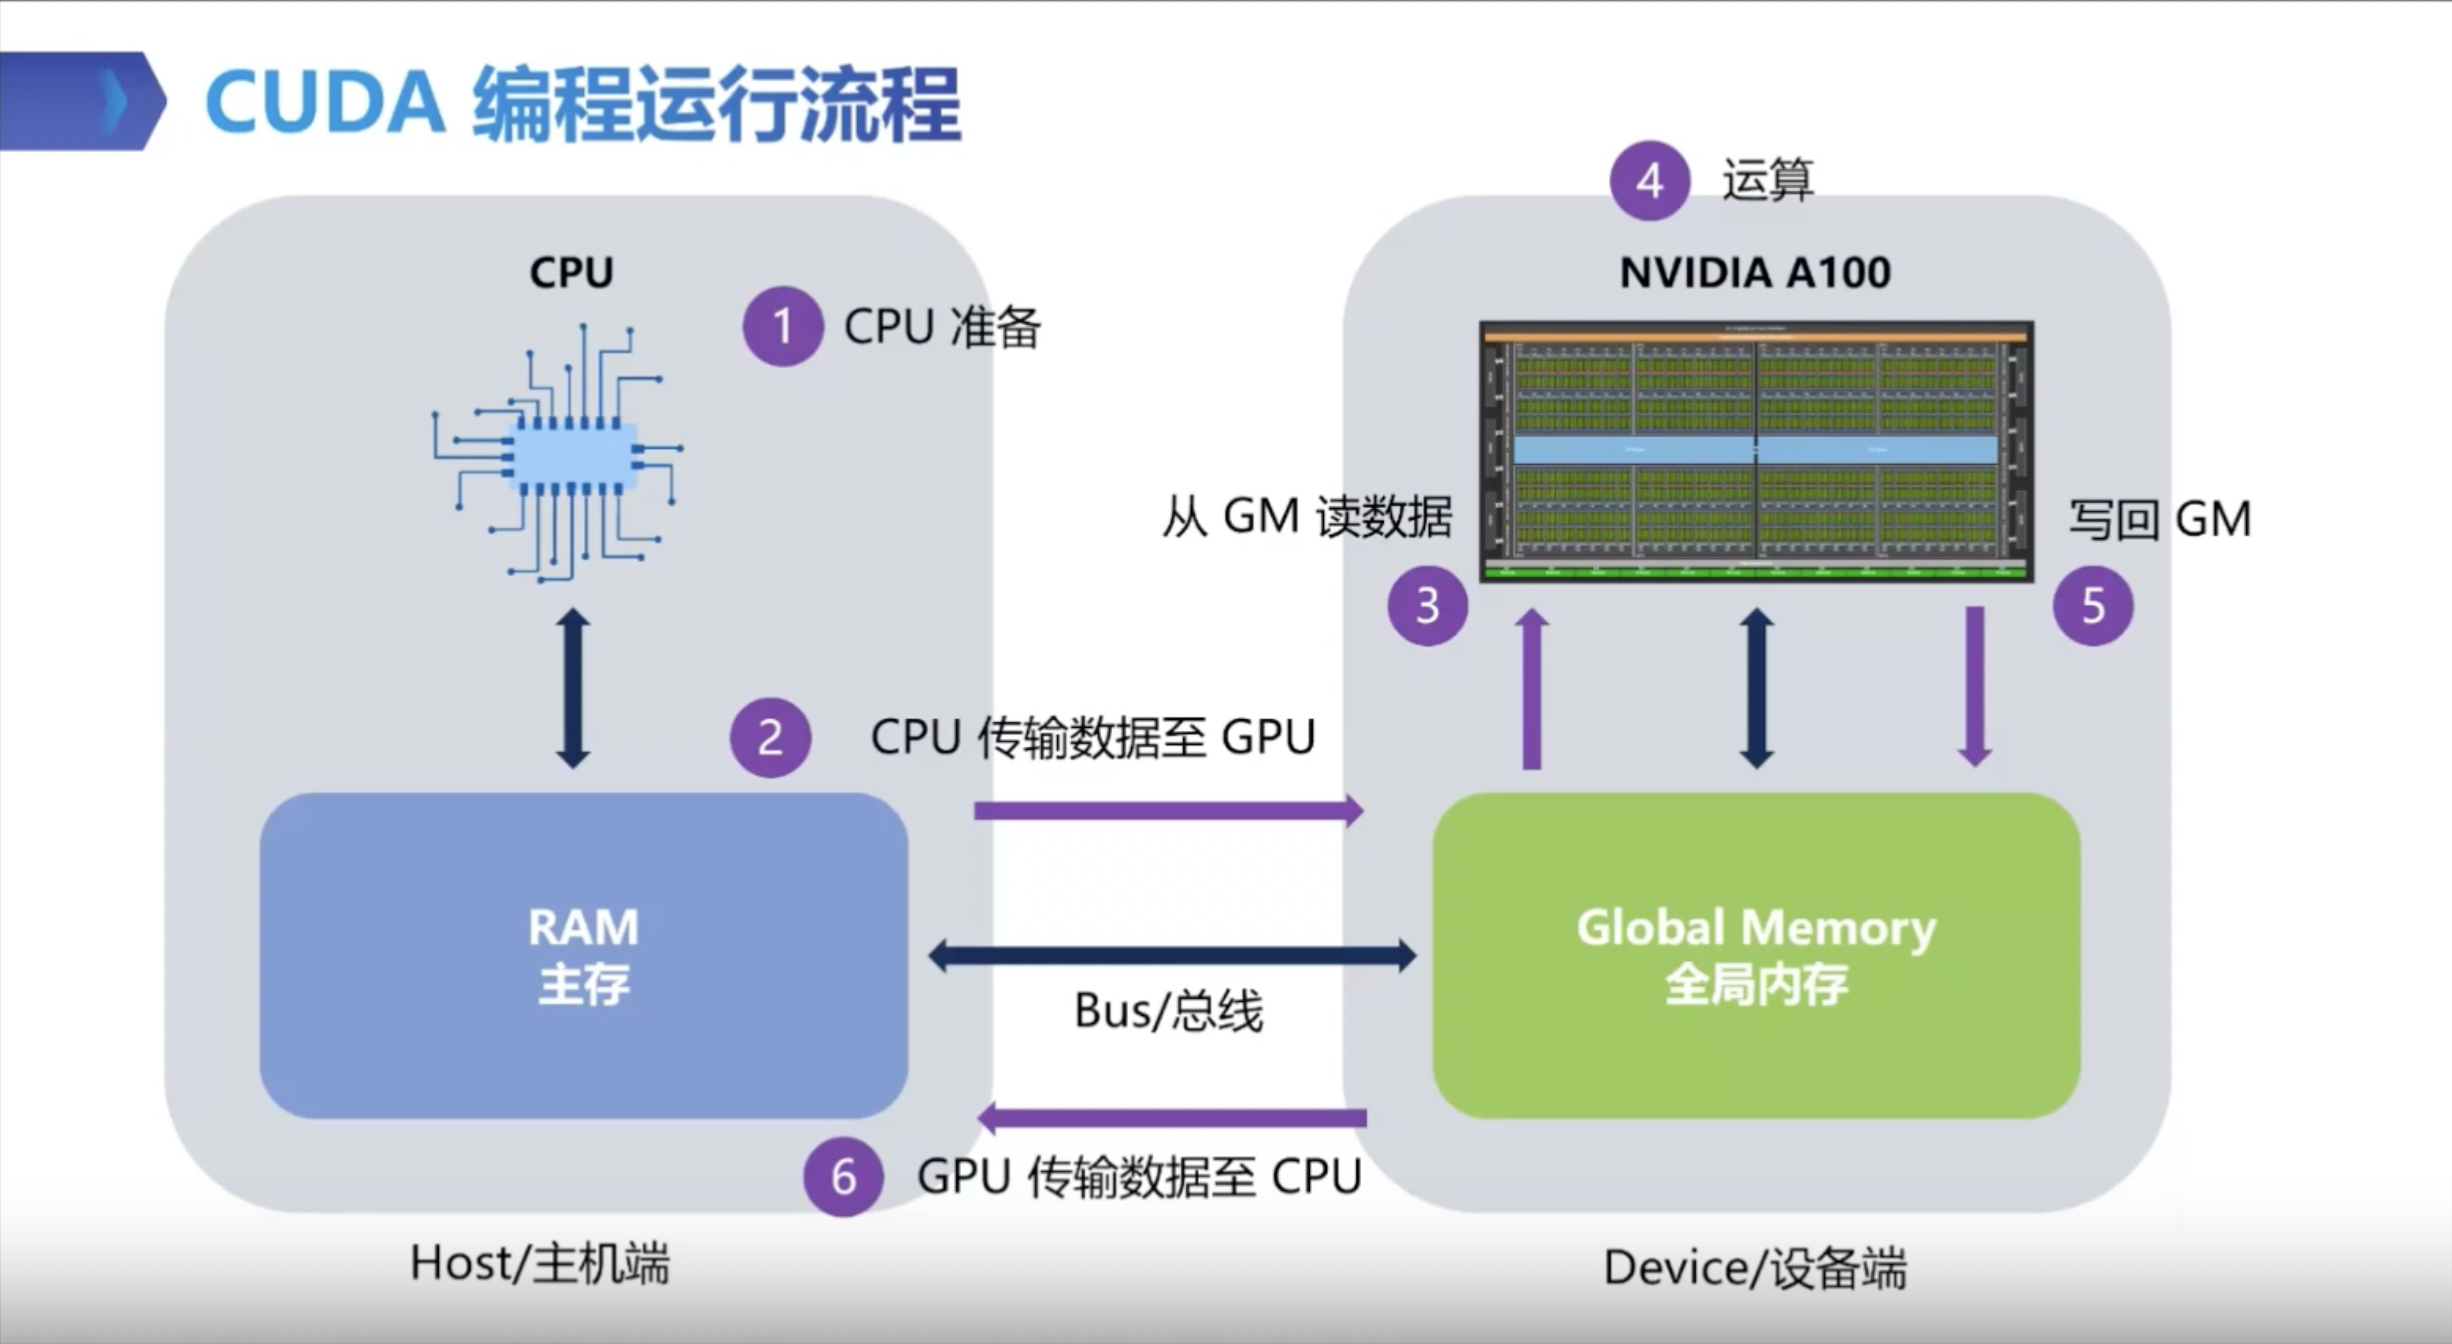 CUDA 编程运行流程
4 运算
CPU
NVIDIA A100
1 CPU 准备
从 GM 读数据
写回 GM
3
5
2 CPU 传输数据至 GPU
RAM
主存
Global Memory
全局内存
Bus/总线
6 GPU 传输数据至 CPU
Host/主机端
Device/设备端